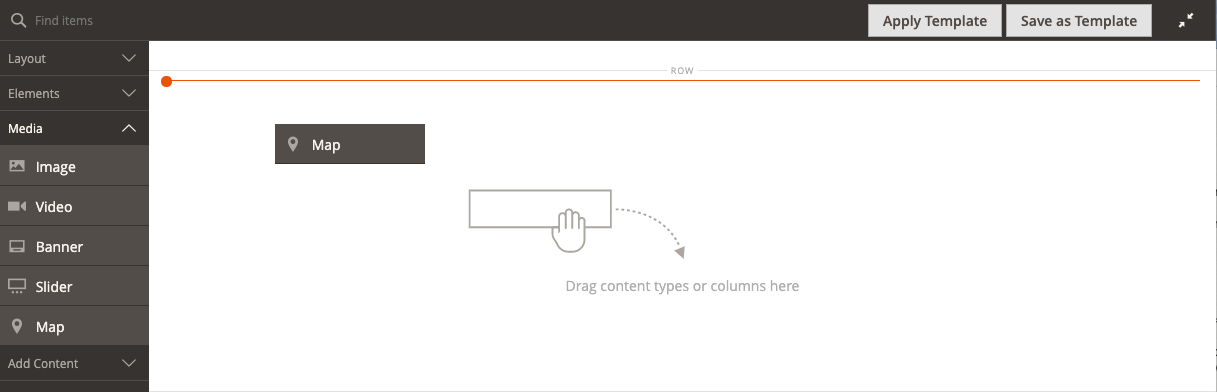 Find items
Apply Template
Save as Template
Layout
ROW
Elements
Media
Map
Image
Video
Banner
Slider
Drag content types or columns here
Map
Add Content